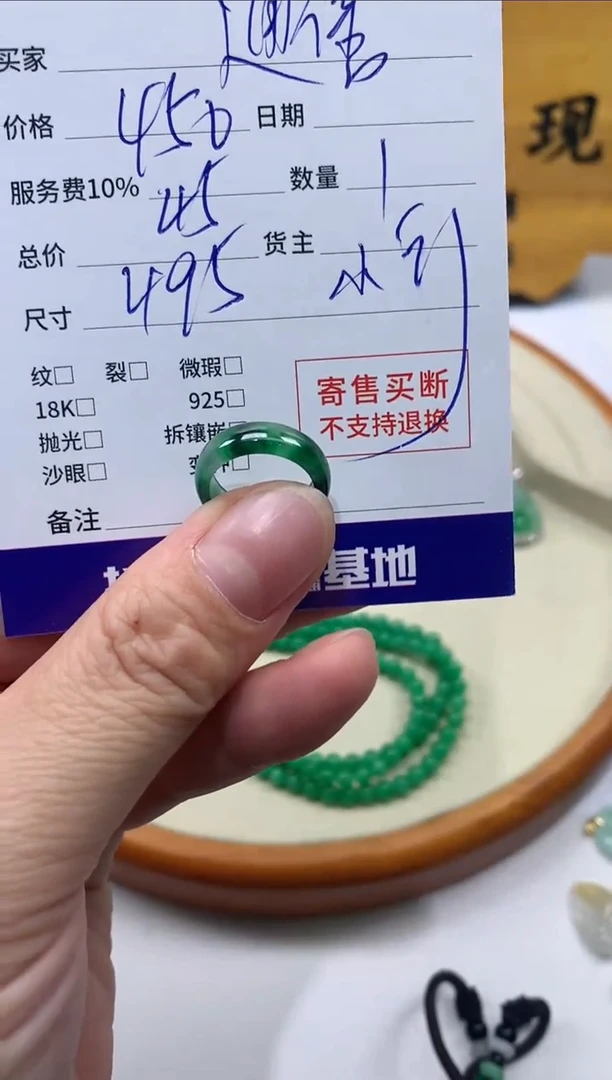 买家
价格 450 日期
服务费10% 45 数量 1
总价 495 货主 小彩
尺寸
纹□ 裂□ 微瑕□
18K□ 925□
抛光□ 拆镶嵌
沙眼□
寄售买断
不支持退换
备注
基地
现